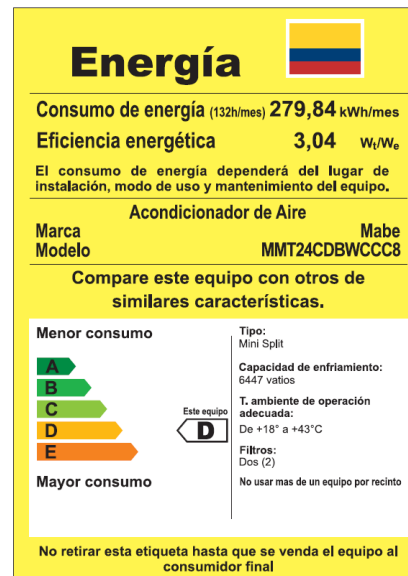 Energía
Consumo de energía (132h/mes) 279,84 kWh/mes
Eficiencia energética 3,04 Wt/We
El consumo de energía dependerá del lugar de
instalación, modo de uso y mantenimiento del equipo.
Acondicionador de Aire
Marca Mabe
Modelo MMT24CDBWCCC8
Compare este equipo con otros de
similares características.
Menor consumo
A
B
C
D
E
Mayor consumo
Este equipo
D
Tipo:
Mini Split
Capacidad de enfriamiento:
6447 vatios
T. ambiente de operación
adecuada:
De +18° a +43°C
Filtros:
Dos (2)
No usar mas de un equipo por recinto
No retirar esta etiqueta hasta que se venda el equipo al
consumidor final